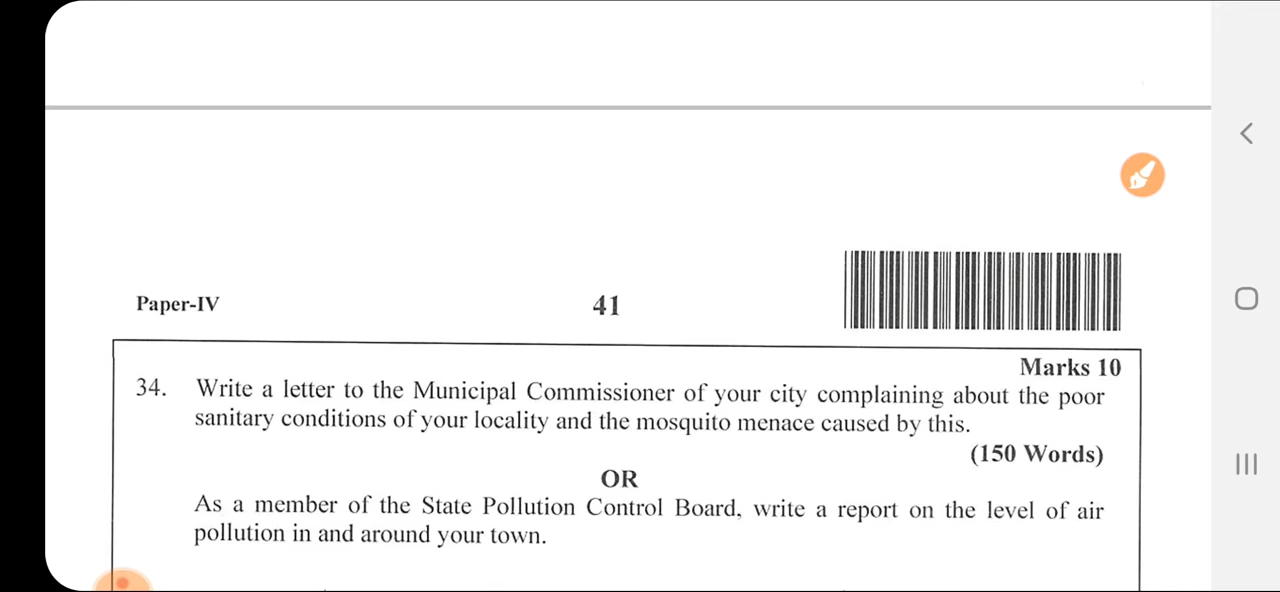 Paper-IV
41
Marks 10
34. Write a letter to the Municipal Commissioner of your city complaining about the poor
sanitary conditions of your locality and the mosquito menace caused by this.
(150 Words)
OR
As a member of the State Pollution Control Board, write a report on the level of air
pollution in and around your town.